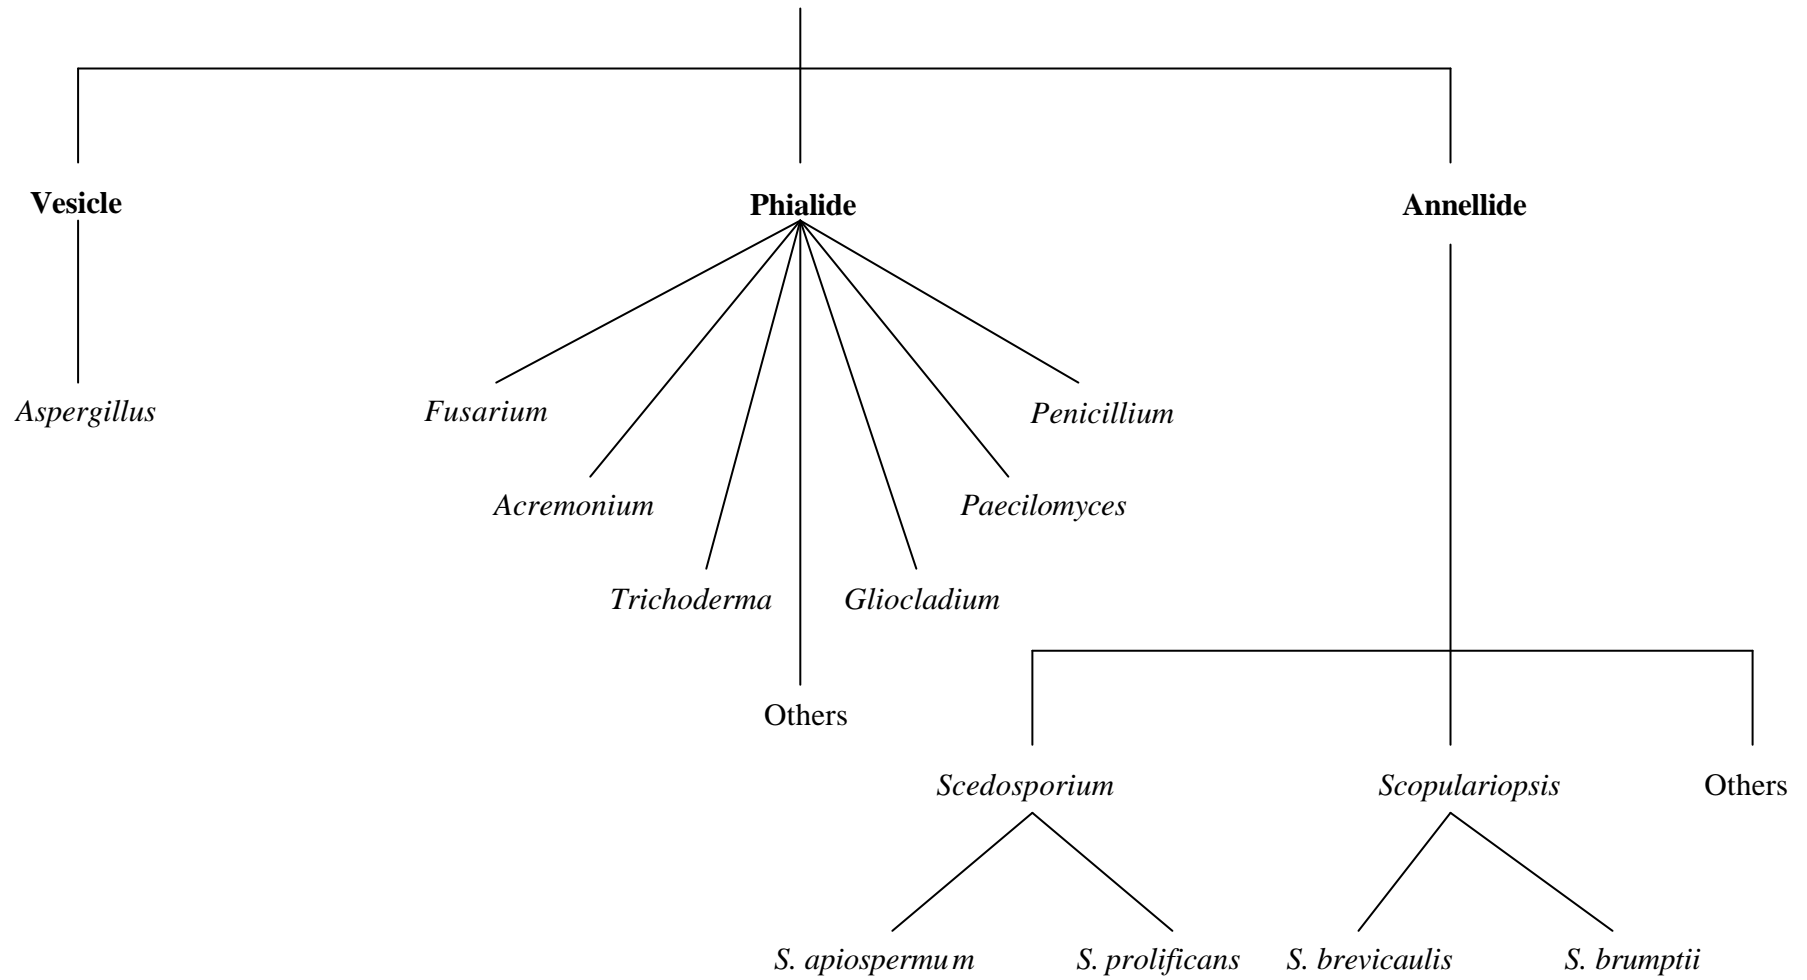 Vesicle
Phialide
Annellide
Aspergillus
Fusarium
Penicillium
Acremonium
Paecilomyces
Trichoderma
Gliocladium
Others
Scedosporium
Scopulariopsis
Others
S. apiospermum
S. prolificans
S. brevicaulis
S. brumptii